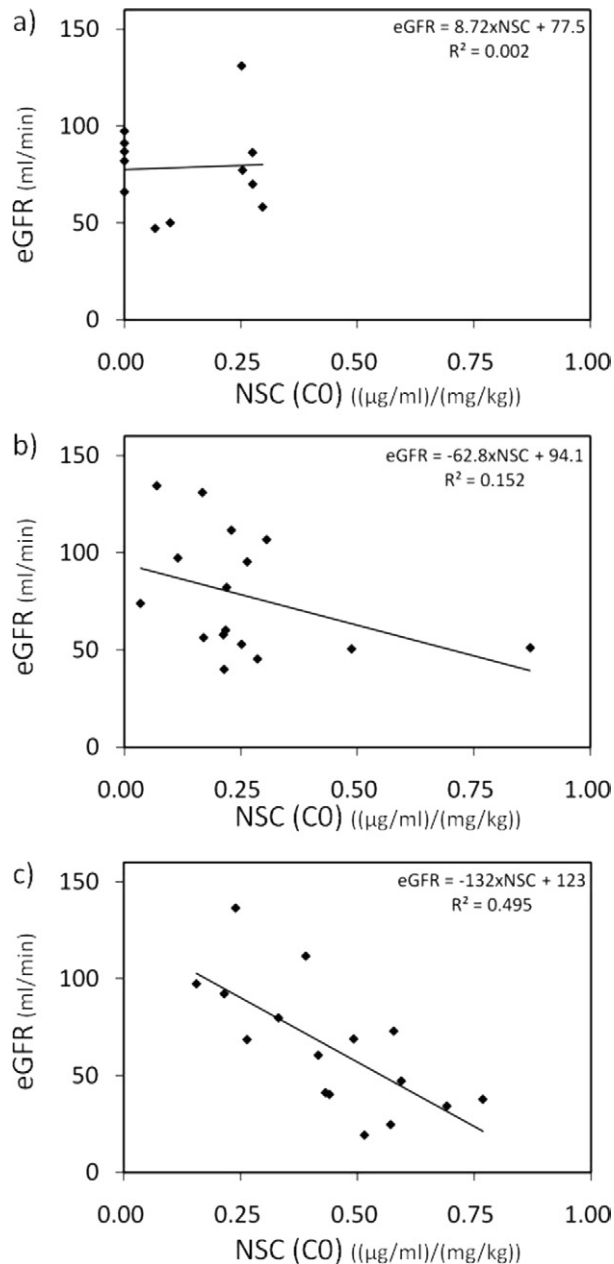 a)
eGFR = 8.72xNSC + 77.5
R² = 0.002
150
100
50
0
eGFR (ml/min)
0.00 0.25 0.50 0.75 1.00
NSC (C0) ((µg/ml)/(mg/kg))
b)
eGFR = -62.8xNSC + 94.1
R² = 0.152
150
100
50
0
eGFR (ml/min)
0.00 0.25 0.50 0.75 1.00
NSC (C0) ((µg/ml)/(mg/kg))
c)
eGFR = -132xNSC + 123
R² = 0.495
150
100
50
0
eGFR (ml/min)
0.00 0.25 0.50 0.75 1.00
NSC (C0) ((µg/ml)/(mg/kg))